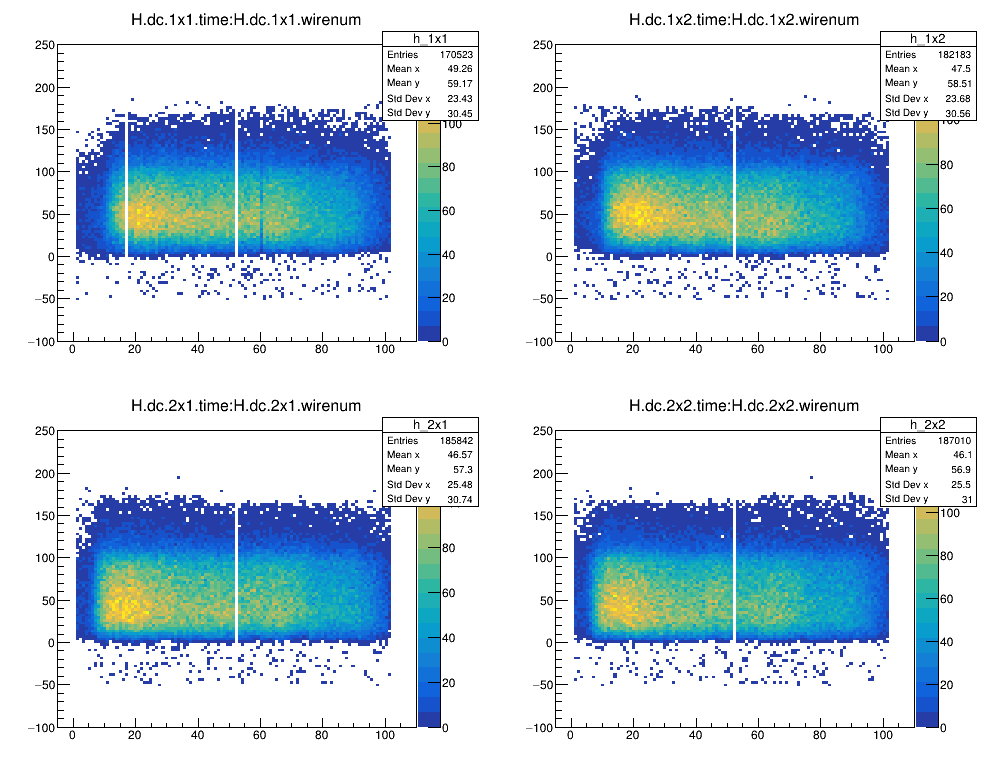 H.dc.1x1.time:H.dc.1x1.wirenum
h_1x1
Entries 170523
Mean x 49.26
Mean y 59.17
Std Dev x 23.43
Std Dev y 30.45
250
200
150
100
50
0
−50
−100
0 20 40 60 80 100
100
80
60
40
20
0
H.dc.1x2.time:H.dc.1x2.wirenum
h_1x2
Entries 182183
Mean x 47.5
Mean y 58.51
Std Dev x 23.68
Std Dev y 30.56
250
200
150
100
50
0
−50
−100
0 20 40 60 80 100
100
80
60
40
20
0
H.dc.2x1.time:H.dc.2x1.wirenum
h_2x1
Entries 185842
Mean x 46.57
Mean y 57.3
Std Dev x 25.48
Std Dev y 30.74
250
200
150
100
50
0
−50
−100
0 20 40 60 80 100
80
60
40
20
0
H.dc.2x2.time:H.dc.2x2.wirenum
h_2x2
Entries 187010
Mean x 46.1
Mean y 56.9
Std Dev x 25.5
Std Dev y 31
250
200
150
100
50
0
−50
−100
0 20 40 60 80 100
100
80
60
40
20
0